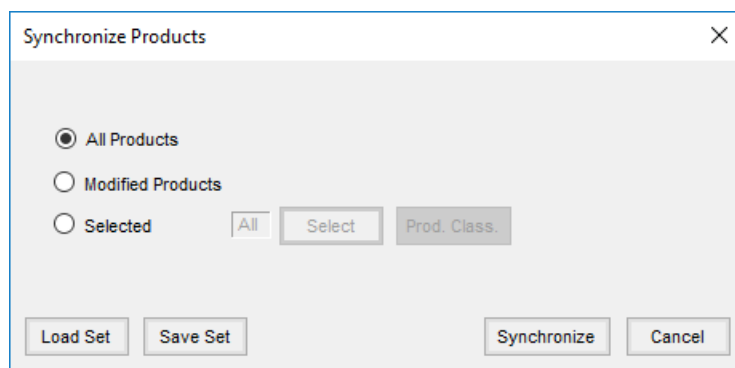 Synchronize Products
All Products
Modified Products
Selected All Select Prod. Class.
Load Set Save Set Synchronize Cancel